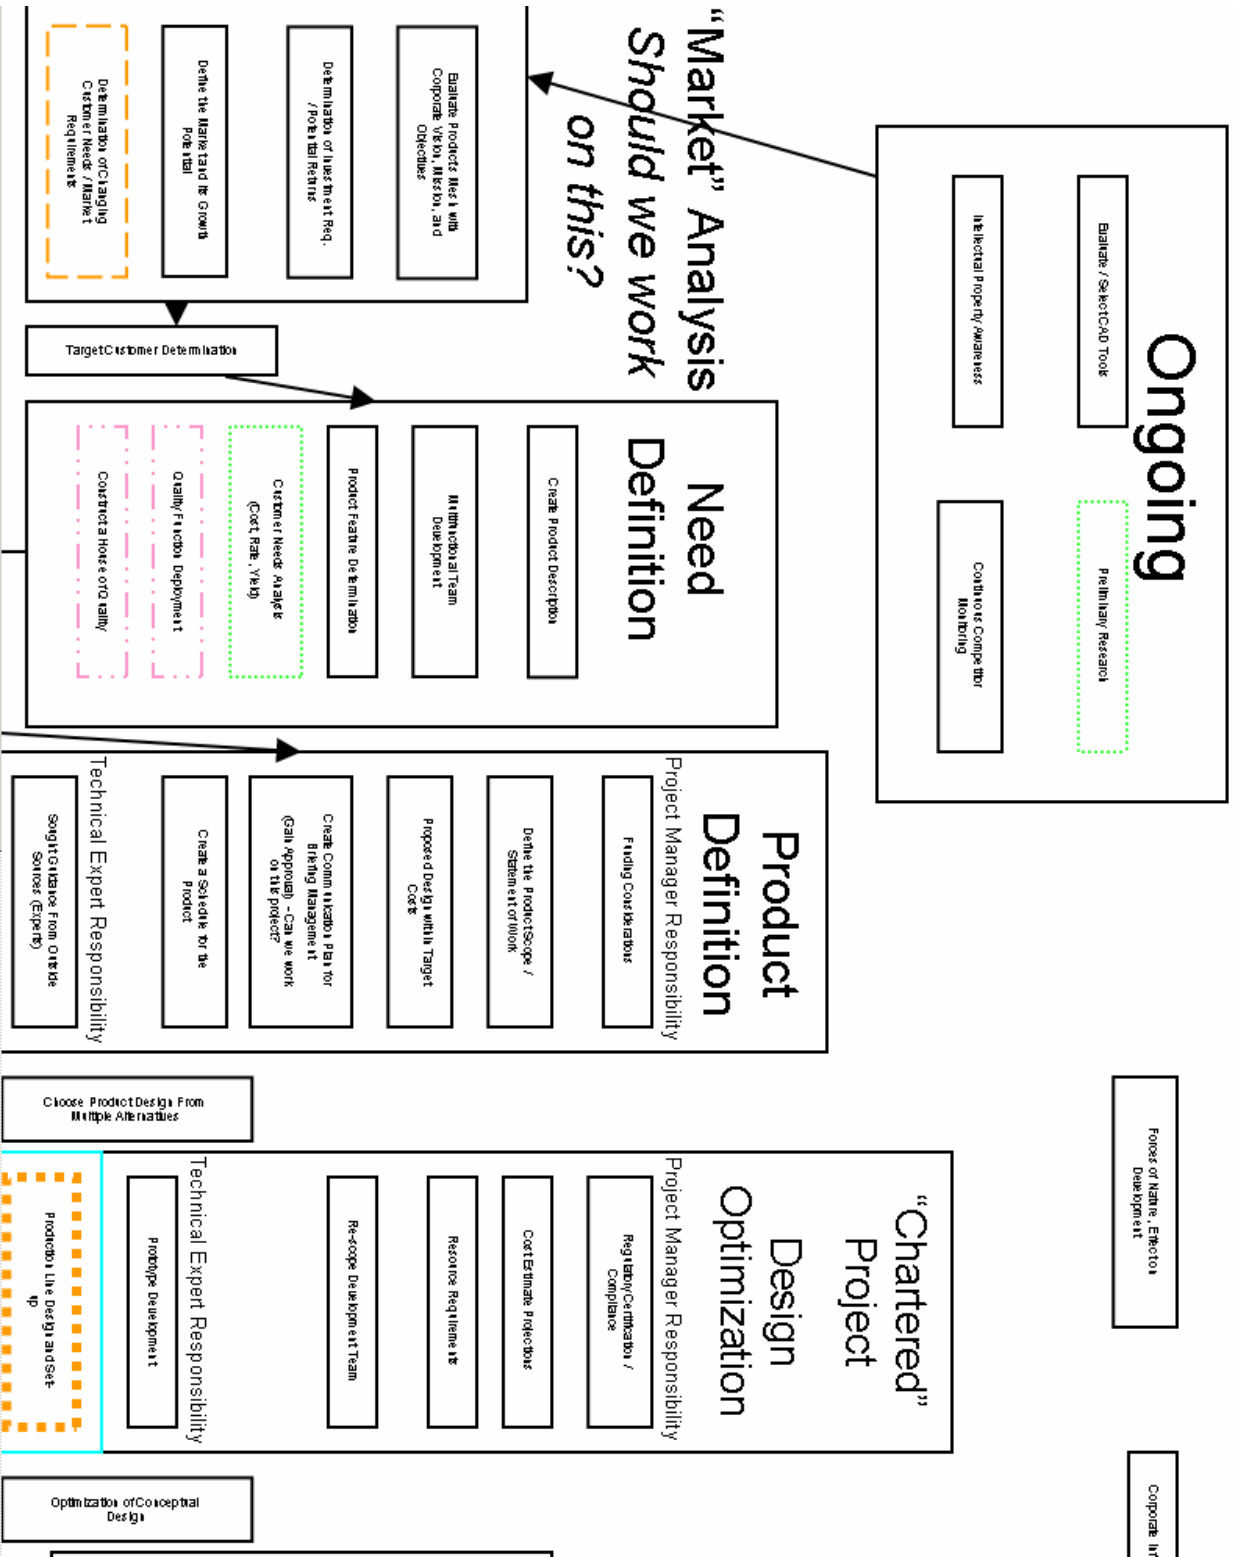 Ongoing
Evaluate / Select CAD Tools
Preliminary Research
Intellectual Property Awareness
Continuous Competitor
Monitoring
"Market" Analysis
Should we work
on this?
Evaluate Products Mesh with
Corporate Vision, Mission, and
Objectives
Determination of Investment Req.
/ Potential Returns
Define the Market and its Growth
Potential
Determination of Changing
Customer Needs / Market
Requirements
Target Customer Determination
Need
Definition
Create Product Description
Multifunctional Team
Development
Product Feature Determination
Customer Needs Analysis
(Cost, Rate, Yield)
Quality Function Deployment
Construct a House of Quality
Product
Definition
Project Manager Responsibility
Funding Considerations
Define the Product Scope /
Statement of Work
Proposed Design within Target
Costs
Create Communication Plan for
Briefing Management
(Gain Approval) - Can we work
on this project?
Create a Schedule for the
Product
Technical Expert Responsibility
Sought Guidance From Outside
Sources (Experts)
Choose Product Design From
Multiple Alternatives
Forces of Nature, Effect on
Development
"Chartered"
Project
Design
Optimization
Project Manager Responsibility
Regulation/Certification /
Compliance
Cost Estimate Projections
Resource Requirements
Re-scope Development Team
Technical Expert Responsibility
Prototype Development
Production Line Design and Set-
up
Optimization of Conceptual
Design
Corporate